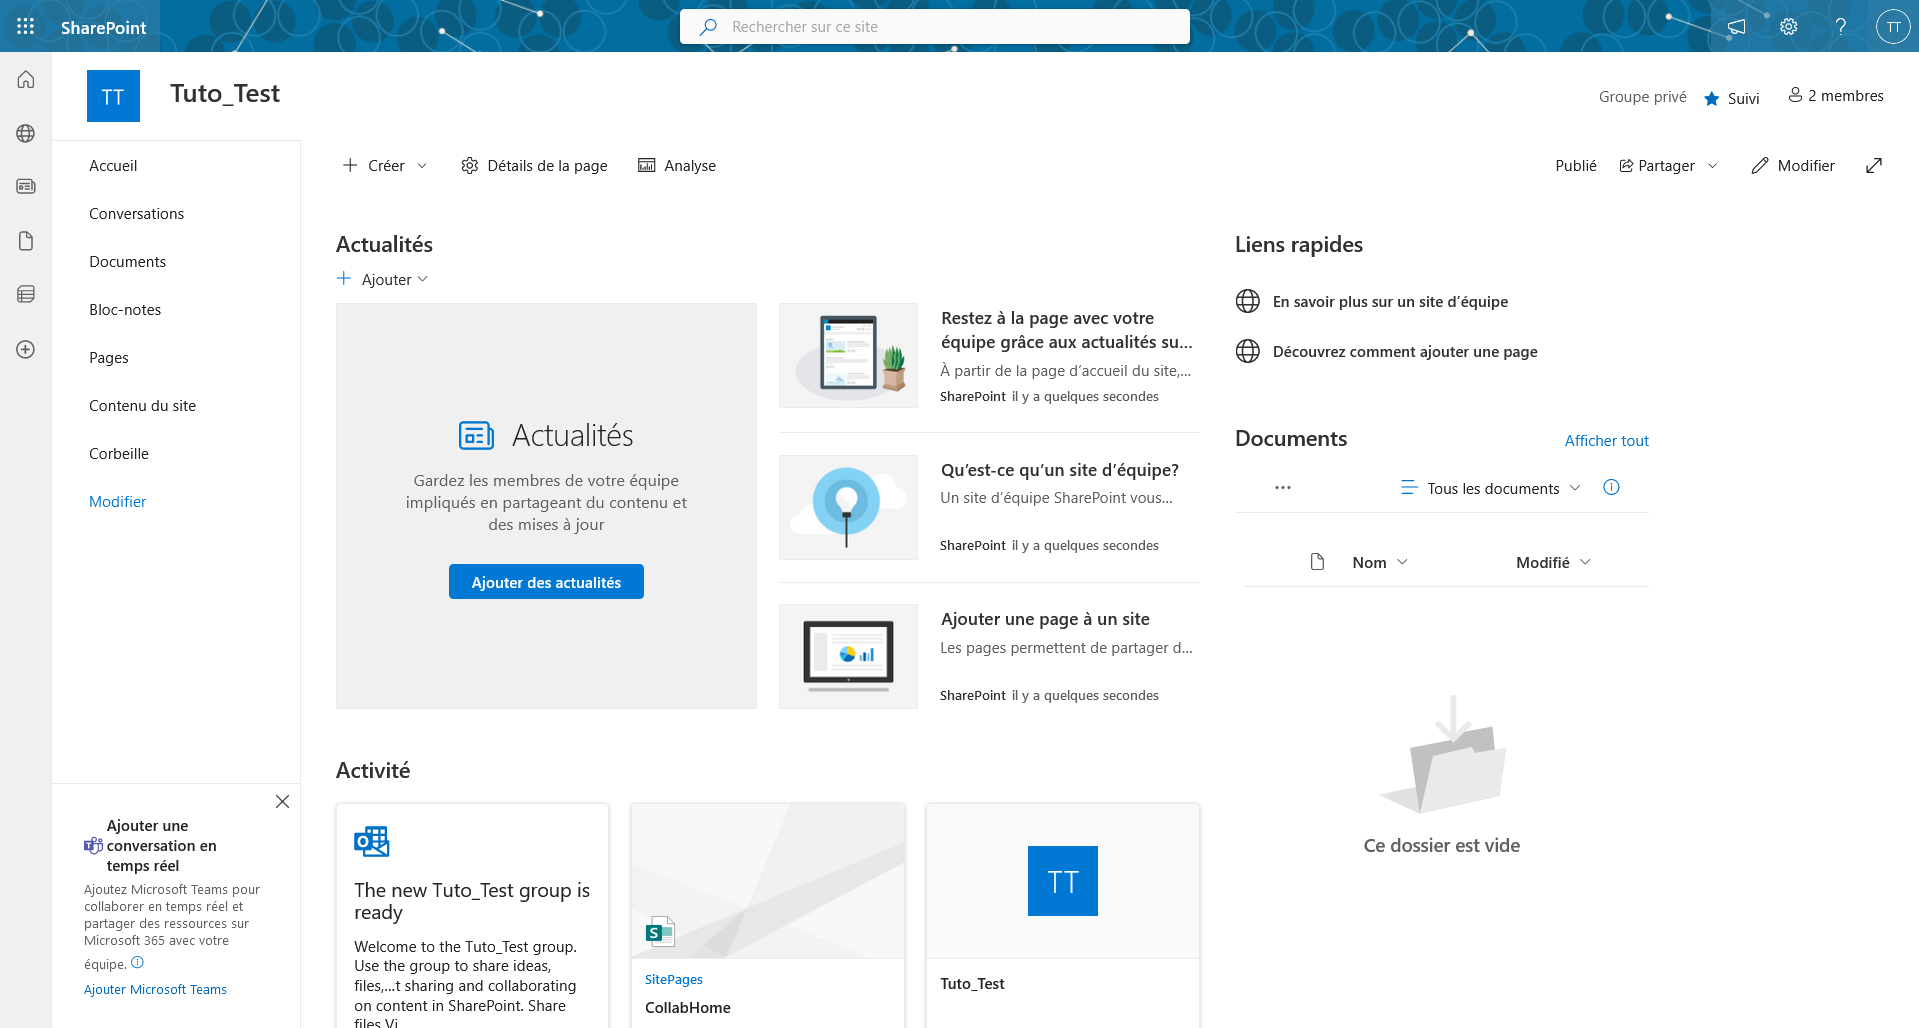 SharePoint
Rechercher sur ce site
?
TT
TT
Tuto_Test
Groupe privé
Suivi
2 membres
Accueil
Conversations
Documents
Bloc-notes
Pages
Contenu du site
Corbeille
Modifier
Créer
Détails de la page
Analyse
Publié
Partager
Modifier
Actualités
Ajouter
Actualités
Gardez les membres de votre équipe
impliqués en partageant du contenu et
des mises à jour
Ajouter des actualités
Restez à la page avec votre
équipe grâce aux actualités su...
À partir de la page d’accueil du site,...
SharePoint il y a quelques secondes
Qu’est-ce qu’un site d’équipe?
Un site d’équipe SharePoint vous...
SharePoint il y a quelques secondes
Ajouter une page à un site
Les pages permettent de partager d...
SharePoint il y a quelques secondes
Liens rapides
En savoir plus sur un site d’équipe
Découvrez comment ajouter une page
Documents
Afficher tout
Tous les documents
Nom
Modifié
Ce dossier est vide
Activité
The new Tuto_Test group is
ready
Welcome to the Tuto_Test group.
Use the group to share ideas,
files,...t sharing and collaborating
on content in SharePoint. Share
files Vi
S
SitePages
CollabHome
TT
Tuto_Test
Ajouter une
conversation en
temps réel
Ajoutez Microsoft Teams pour
collaborer en temps réel et
partager des ressources sur
Microsoft 365 avec votre
équipe.
Ajouter Microsoft Teams